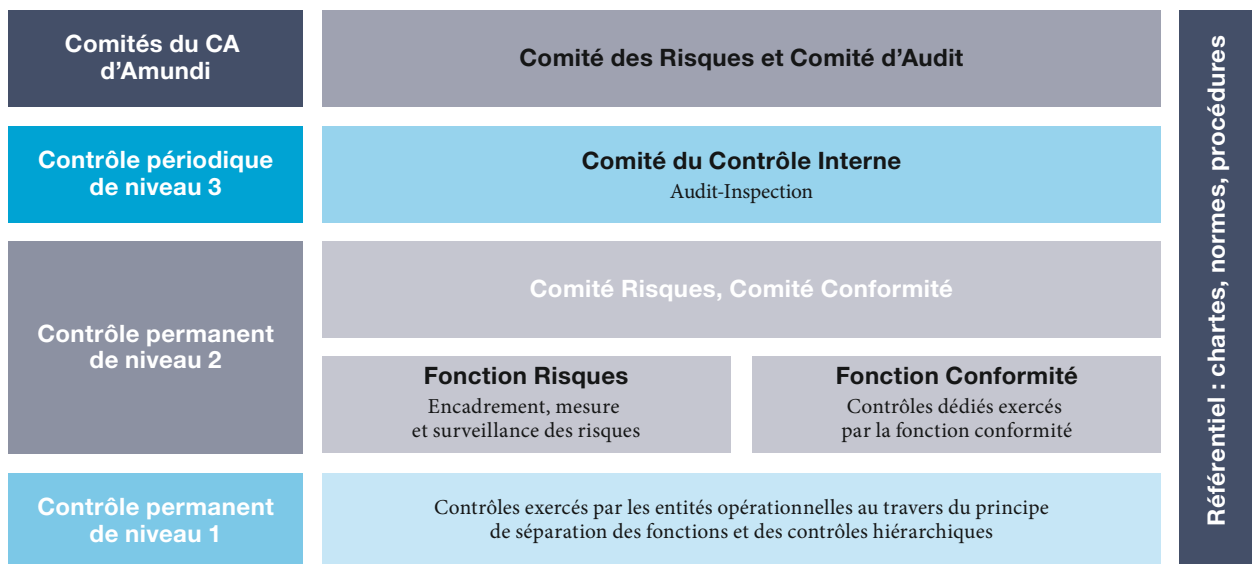 Comités du CA
d’Amundi
Comité des Risques et Comité d’Audit
Contrôle périodique
de niveau 3
Comité du Contrôle Interne
Audit-Inspection
Contrôle permanent
de niveau 2
Comité Risques, Comité Conformité
Fonction Risques
Encadrement, mesure
et surveillance des risques
Fonction Conformité
Contrôles dédiés exercés
par la fonction conformité
Contrôle permanent
de niveau 1
Contrôles exercés par les entités opérationnelles au travers du principe
de séparation des fonctions et des contrôles hiérarchiques
Référentiel : chartes, normes, procédures